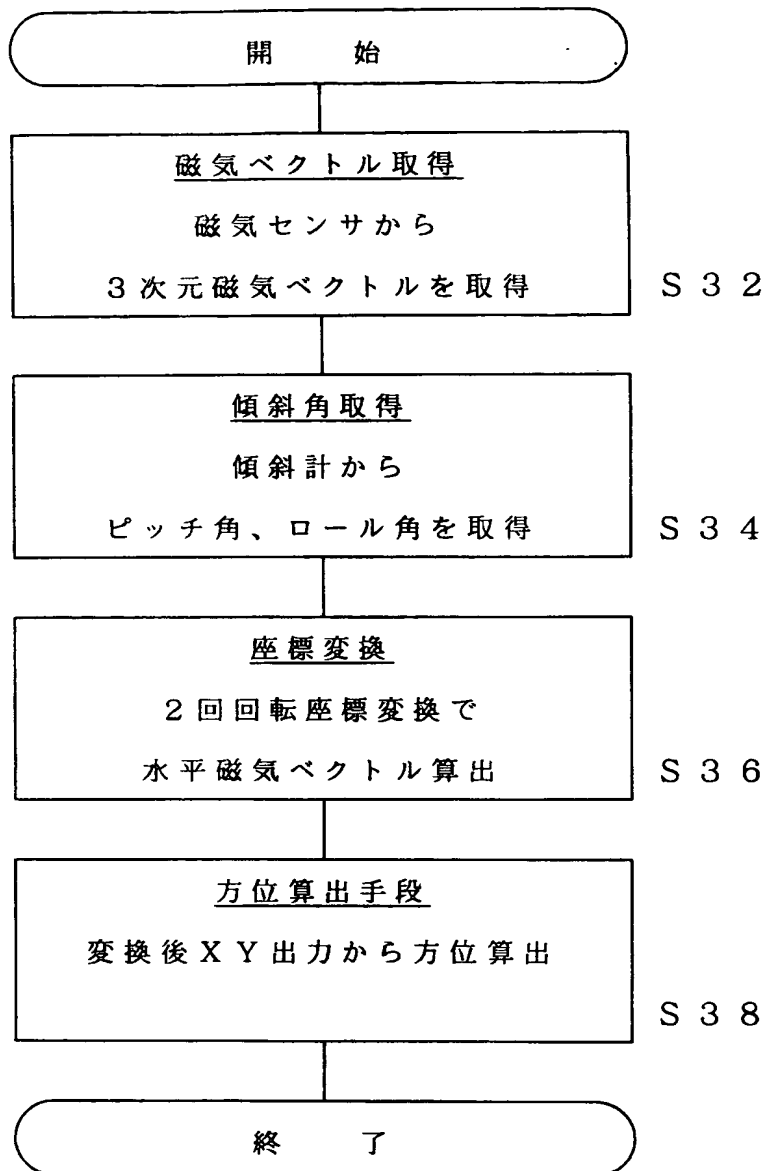 開　始
磁気ベクトル取得
磁気センサから
３次元磁気ベクトルを取得
Ｓ３２
傾斜角取得
傾斜計から
ピッチ角、ロール角を取得
Ｓ３４
座標変換
２回回転座標変換で
水平磁気ベクトル算出
Ｓ３６
方位算出手段
変換後ＸＹ出力から方位算出
Ｓ３８
終　了